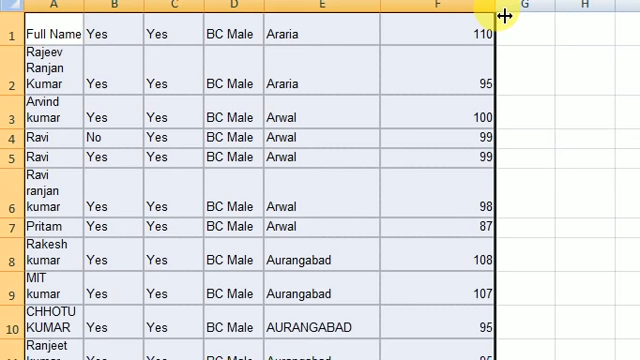 A B C D E F G H
1 Full Name Yes Yes BC Male Araria 110
Rajeev
Ranjan
2 Kumar Yes Yes BC Male Araria 95
Arvind
3 kumar Yes Yes BC Male Arwal 100
4 Ravi No Yes BC Male Arwal 99
5 Ravi Yes Yes BC Male Arwal 99
Ravi
ranjan
6 kumar Yes Yes BC Male Arwal 98
7 Pritam Yes Yes BC Male Arwal 87
Rakesh
8 kumar Yes Yes BC Male Aurangabad 108
MIT
9 kumar Yes Yes BC Male Aurangabad 107
CHHOTU
10 KUMAR Yes Yes BC Male AURANGABAD 95
Ranjeet
kumar Yes Yes BC Male Aurangabad